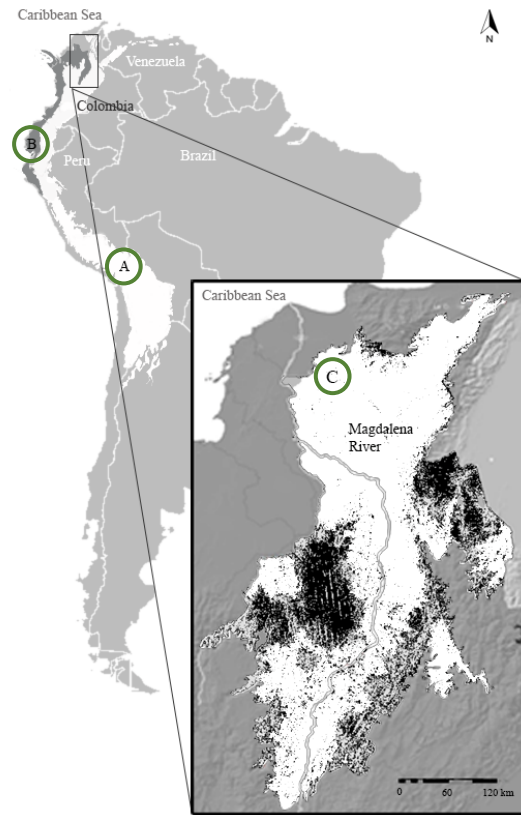 Caribbean Sea
N
Venezuela
Colombia
B
Peru
Brazil
A
Caribbean Sea
C
Magdalena
River
0 60 120 km